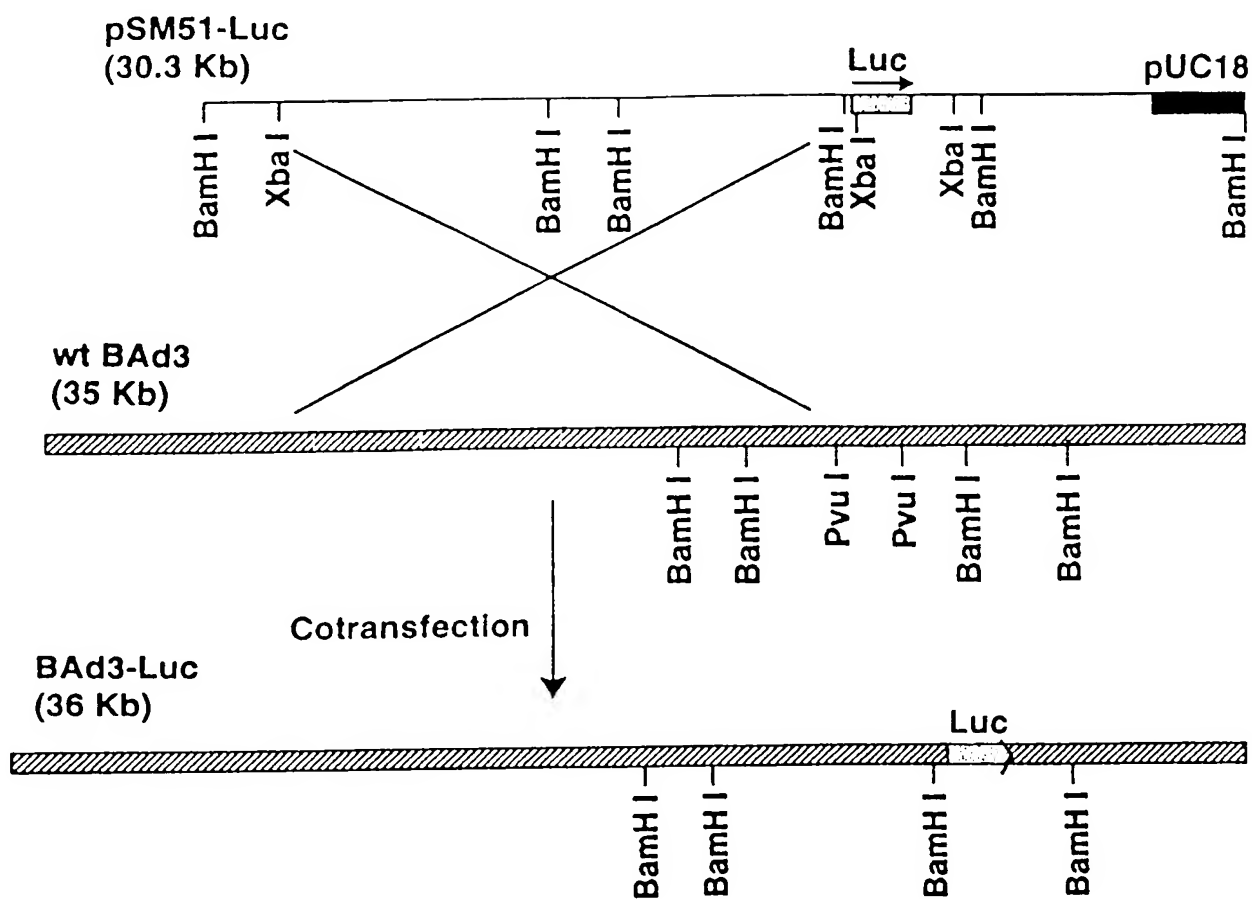 pSM51-Luc
(30.3 Kb)
Luc
pUC18
BamH I
Xba I
BamH I
BamH I
BamH I
Xba I
Xba I
BamH I
BamH I
wt BAd3
(35 Kb)
BamH I
BamH I
Pvu I
Pvu I
BamH I
BamH I
Cotransfection
BAd3-Luc
(36 Kb)
Luc
BamH I
BamH I
BamH I
BamH I